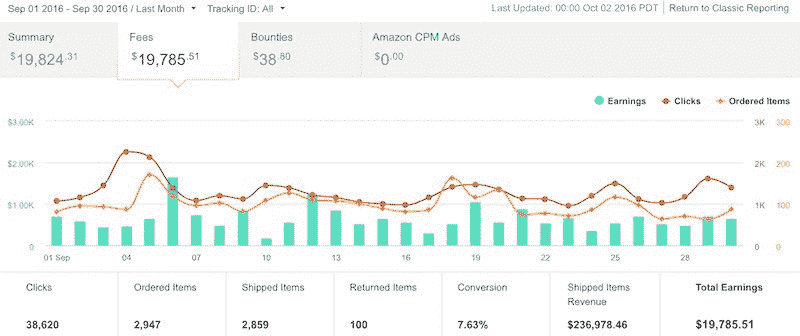 Sep 01 2016 - Sep 30 2016 / Last Month Tracking ID: All Last Updated: 00:00 Oct 02 2016 PDT Return to Classic Reporting
Summary Fees Bounties Amazon CPM Ads
$19,824.31 $19,785.51 $38.80 $0.00
Earnings Clicks Ordered Items
$3.00K 3K 300
$2.00K 2K 200
$1.00K 1K 100
0 0 0
01 Sep 04 07 10 13 16 19 22 25 28
Clicks Ordered Items Shipped Items Returned Items Conversion Shipped Items Revenue Total Earnings
38,620 2,947 2,859 100 7.63% $236,978.46 $19,785.51